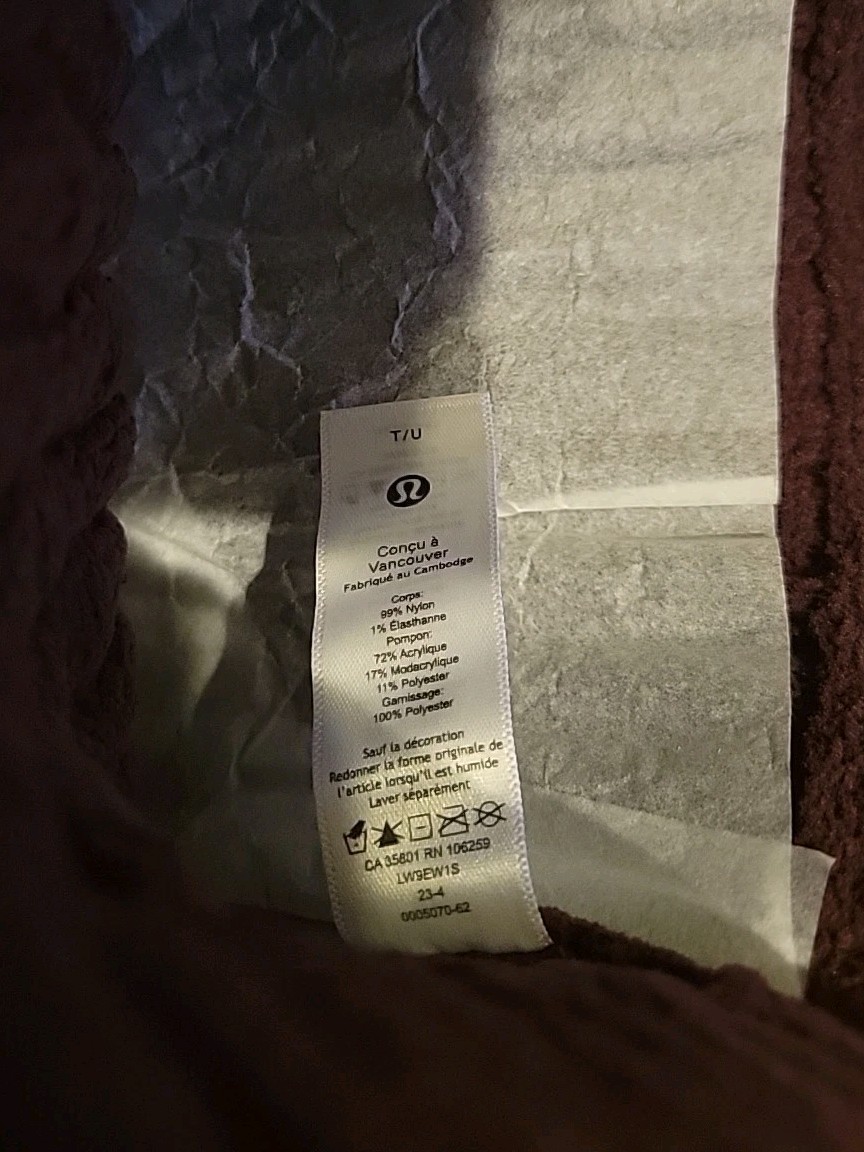 T/U
Conçu à
Vancouver
Fabriqué au Cambodge
Corps:
99% Nylon
1% Élasthanne
Pompon:
72% Acrylique
17% Modacrylique
11% Polyester
Garnissage:
100% Polyester
Sauf la décoration
Redonner la forme originale de
l'article lorsqu'il est humide
Laver séparément
CA 35801 RN 106259
LW9EW1S
23-4
0005070-62